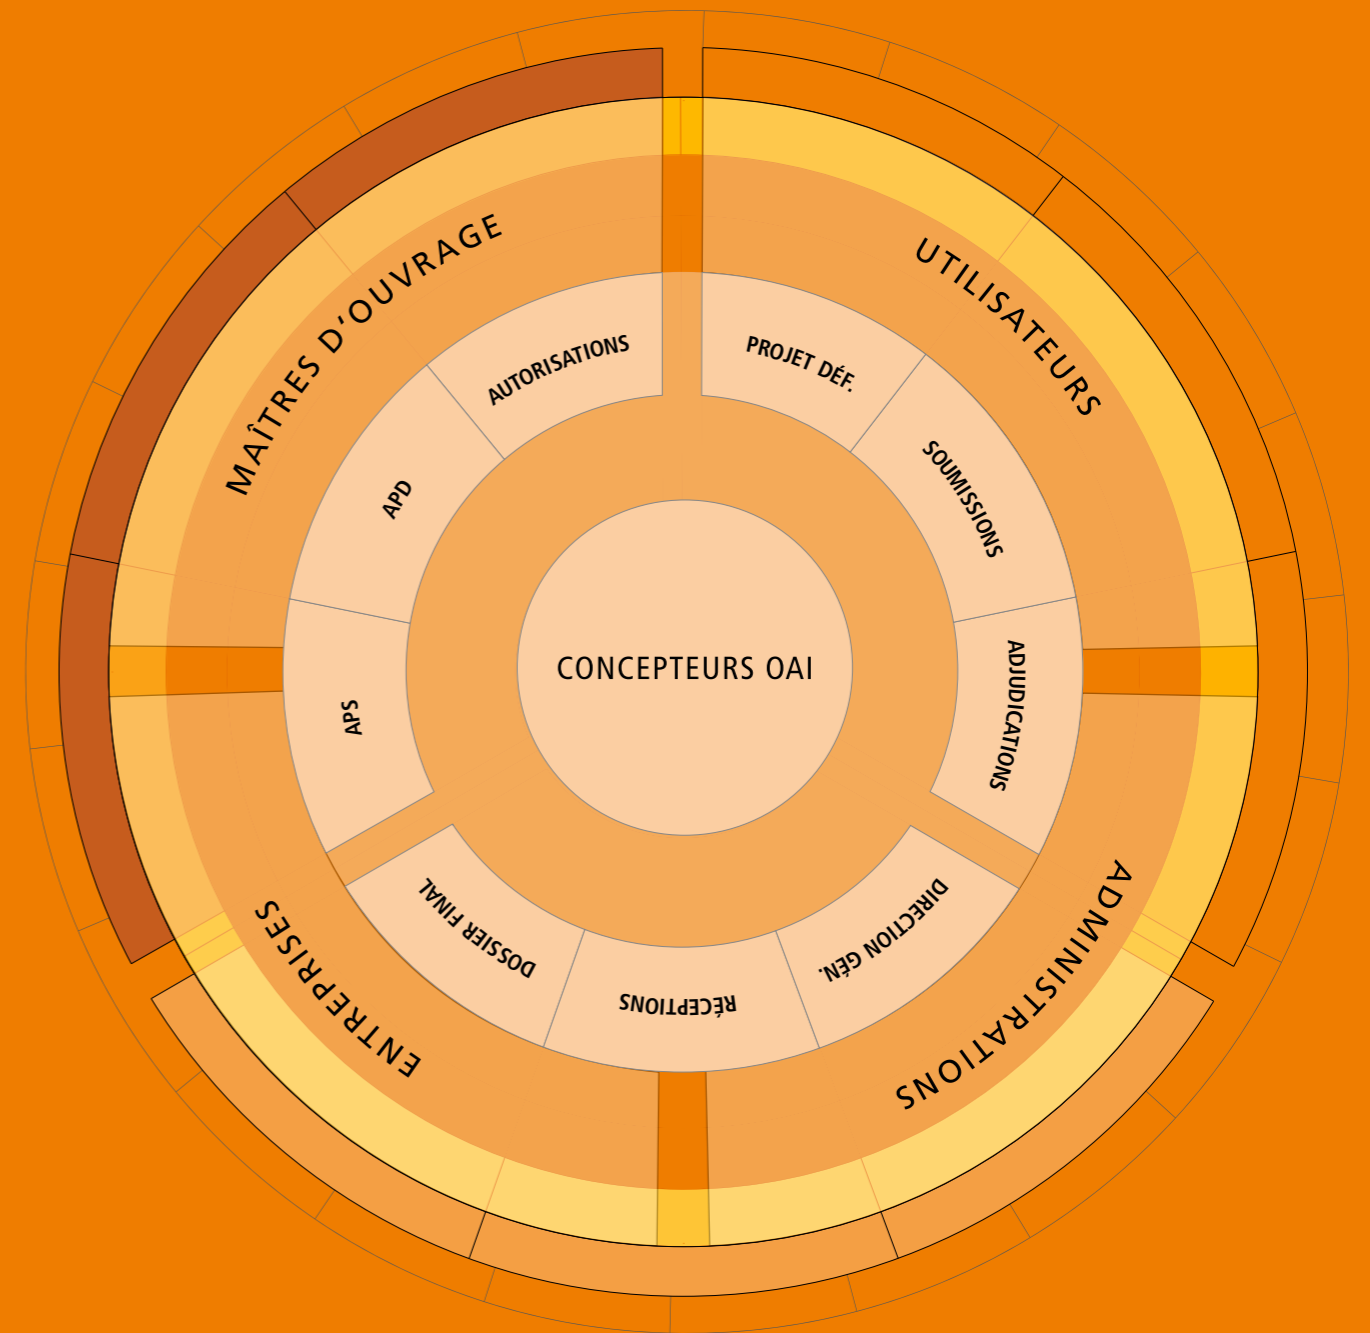 MAÎTRES D'OUVRAGE
UTILISATEURS
ADMINISTRATIONS
ENTREPRISES
AUTORISATIONS
PROJET DÉF.
SOUMISSIONS
ADJUDICATIONS
DIRECTION GÉN.
RÉCEPTIONS
DOSSIER FINAL
APS
APD
CONCEPTEURS OAI